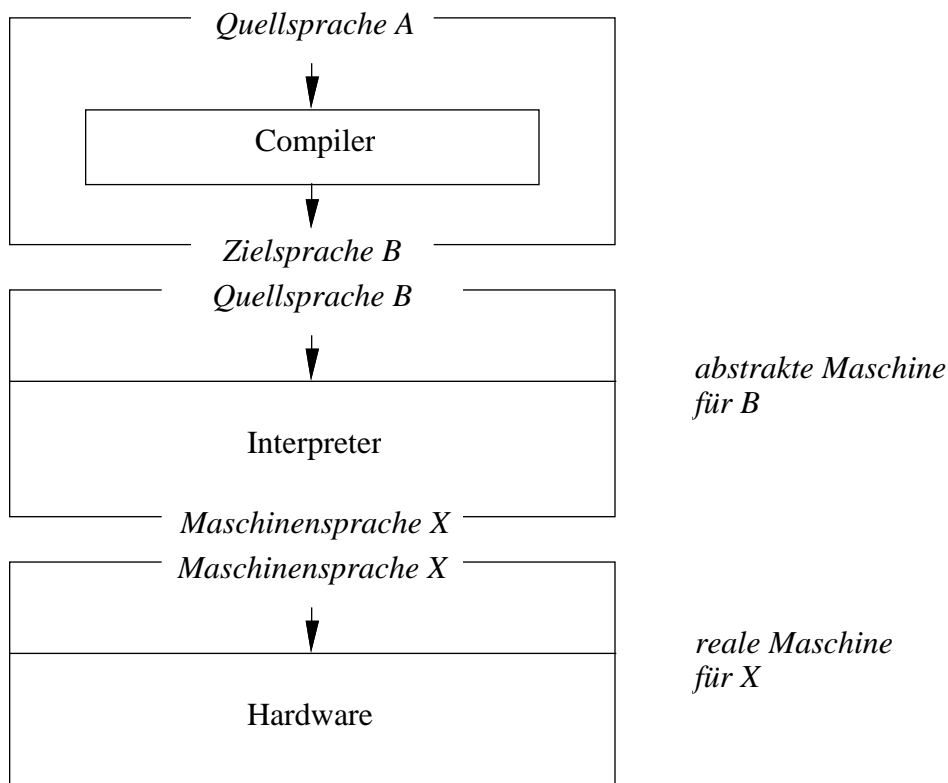 Quellsprache A
Compiler
Zielsprache B
Quellsprache B
abstrakte Maschine
für B
Interpreter
Maschinensprache X
Maschinensprache X
reale Maschine
für X
Hardware